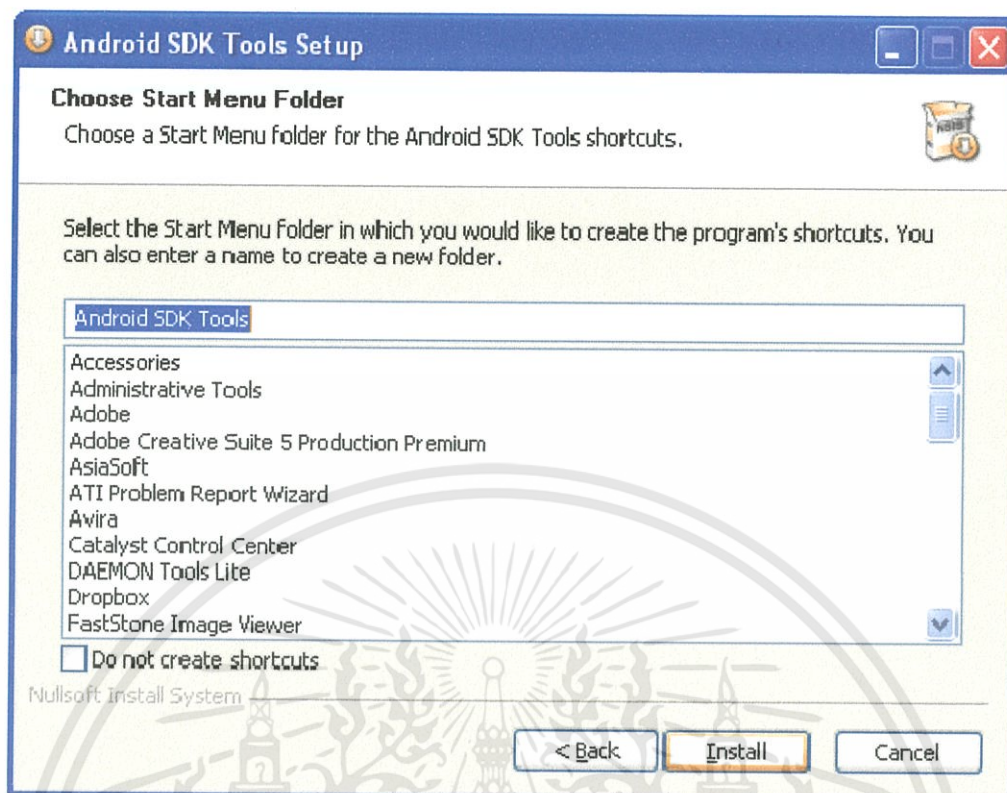 Android SDK Tools Setup
Choose Start Menu Folder
Choose a Start Menu folder for the Android SDK Tools shortcuts.
NSIS
Select the Start Menu folder in which you would like to create the program's shortcuts. You
can also enter a name to create a new folder.
Android SDK Tools
Accessories
Administrative Tools
Adobe
Adobe Creative Suite 5 Production Premium
AsiaSoft
ATI Problem Report Wizard
Avira
Catalyst Control Center
DAEMON Tools Lite
Dropbox
FastStone Image Viewer
Do not create shortcuts
Nullsoft Install System
< Back
Install
Cancel